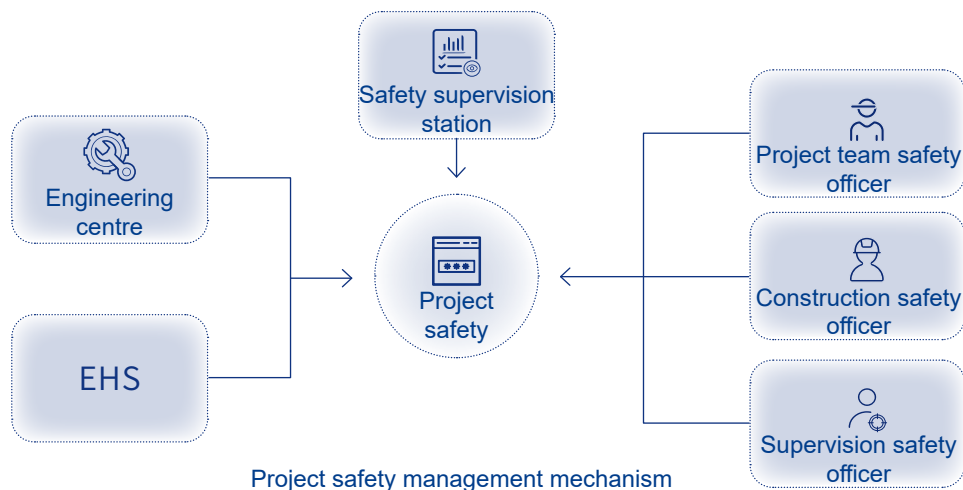 Safety supervision
station
Engineering
centre
EHS
Project
safety
Project team safety
officer
Construction safety
officer
Supervision safety
officer
Project safety management mechanism